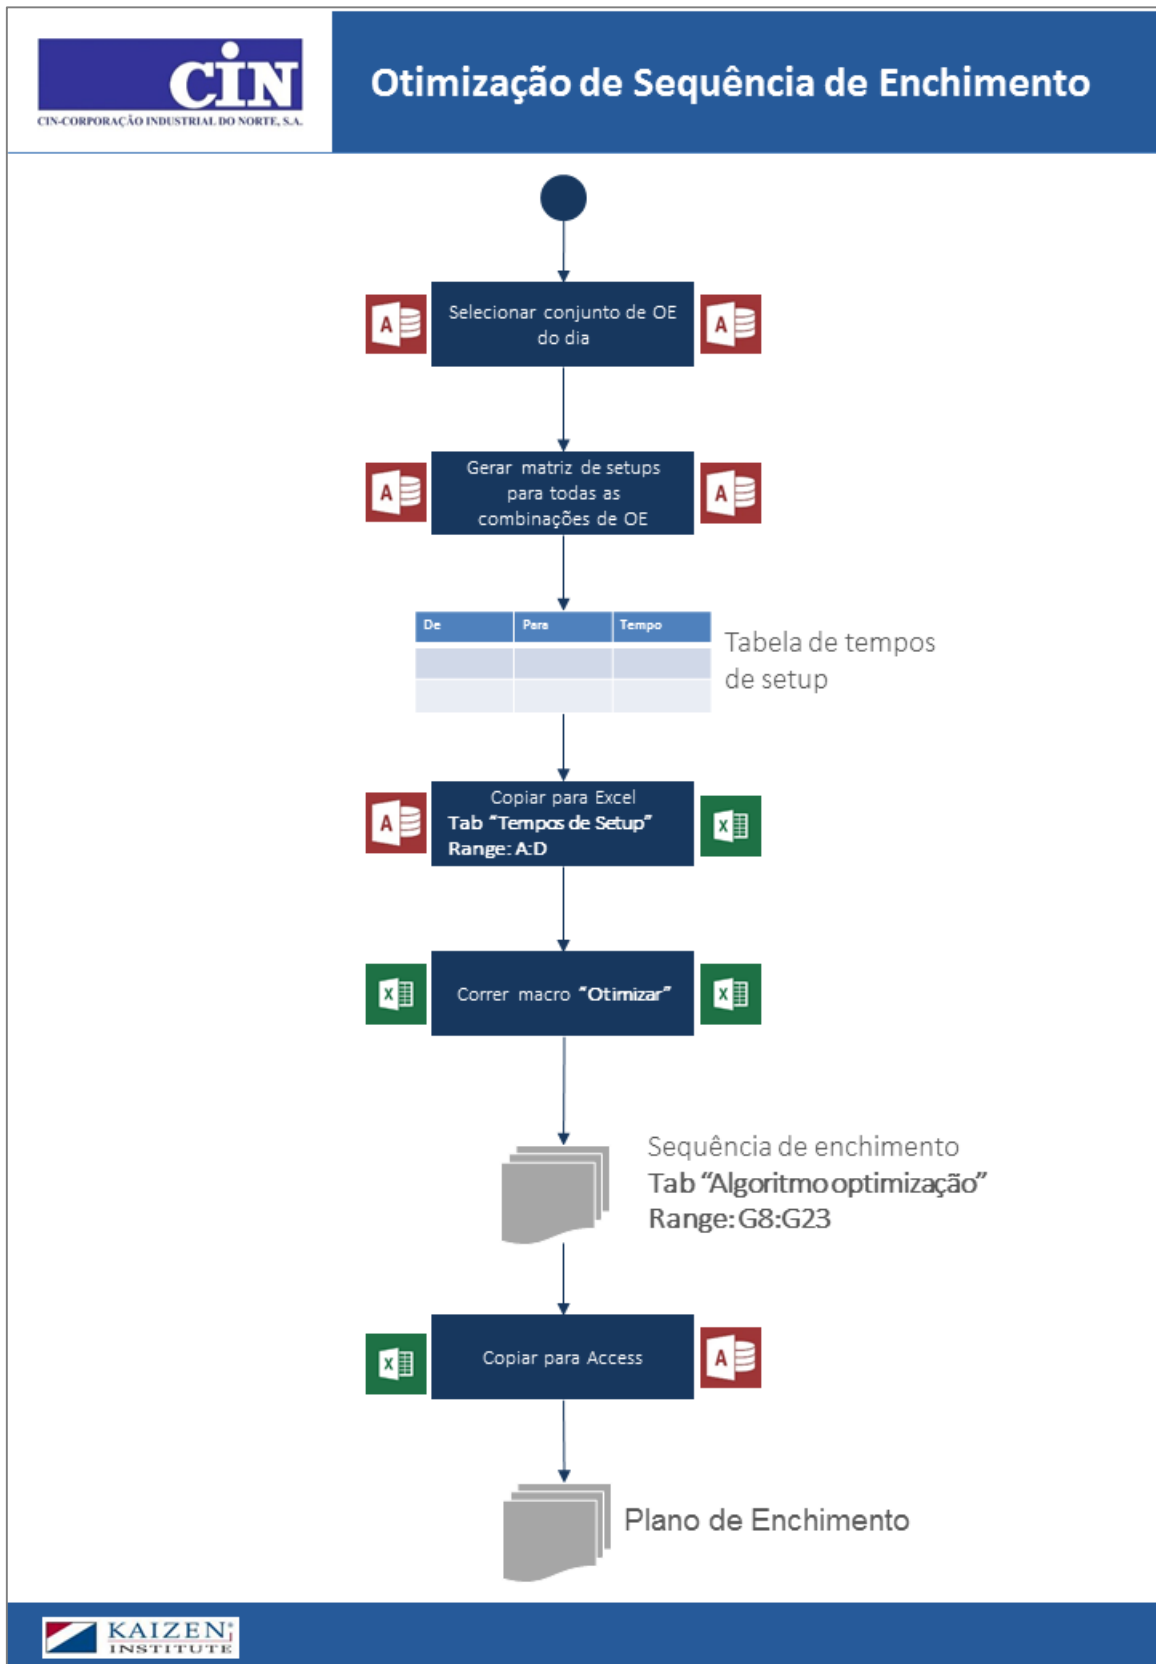 CIN
CIN-CORPORAÇÃO INDUSTRIAL DO NORTE, S.A.
Otimização de Sequência de Enchimento
A
Selecionar conjunto de OE
do dia
A
A
Gerar matriz de setups
para todas as
combinações de OE
A
De Para Tempo
Tabela de tempos
de setup
A
Copiar para Excel
Tab “Tempos de Setup”
Range: A:D
X
X
Correr macro “Otimizar”
X
Sequência de enchimento
Tab “Algoritmo optimização”
Range: G8:G23
X
Copiar para Access
A
Plano de Enchimento
KAIZEN
INSTITUTE